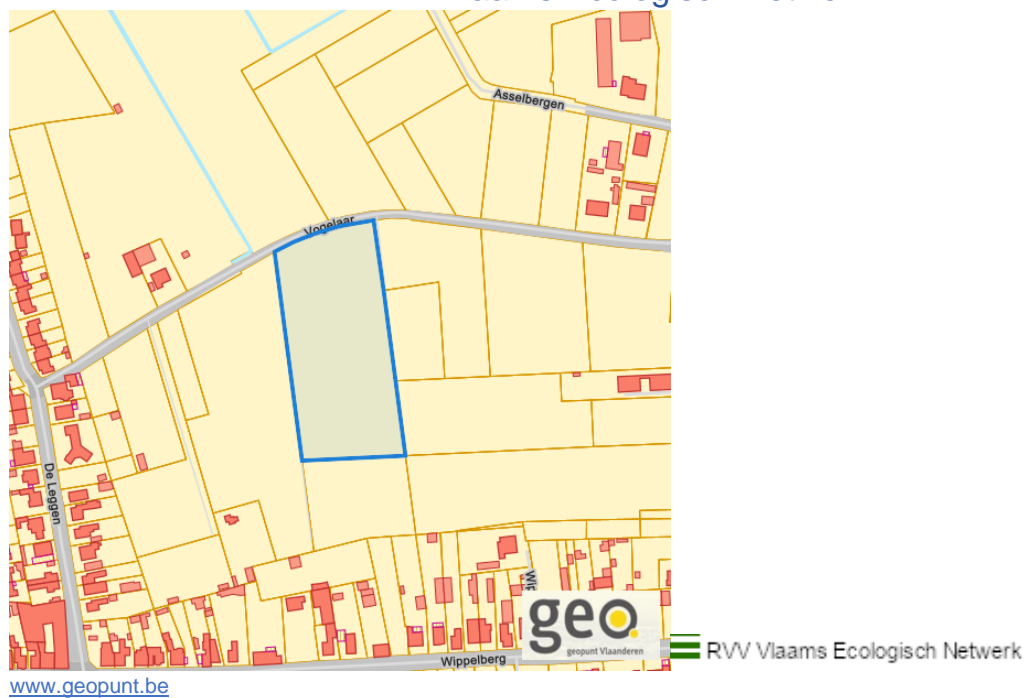 Asselbergen
Vogelaar
De Leggen
geo
geopunt Vlaanderen
RVV Vlaams Ecologisch Netwerk
Wippelberg
www.geopunt.be